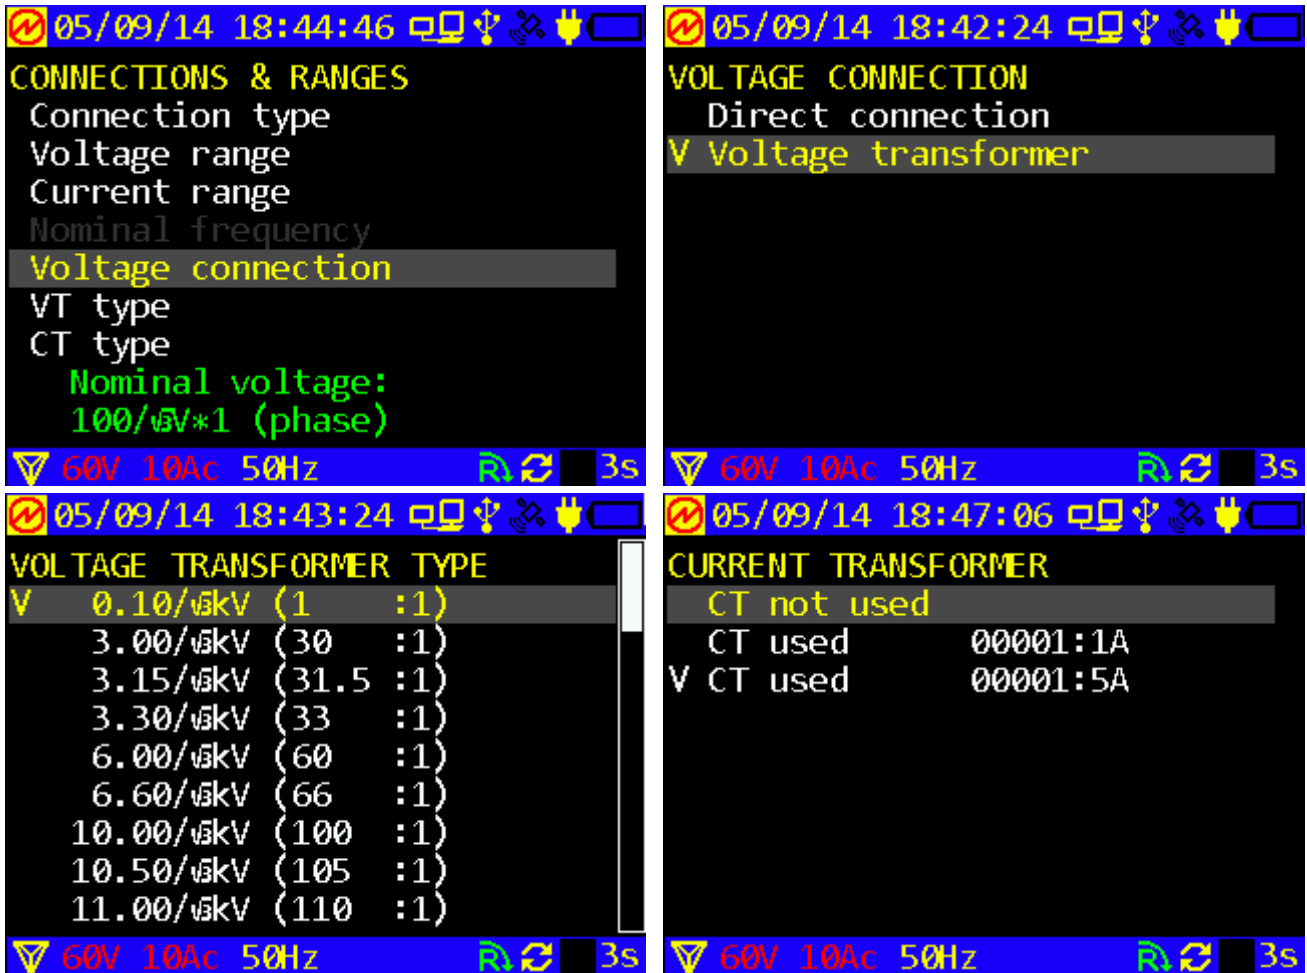 05/09/14 18:44:46
CONNECTIONS & RANGES
Connection type
Voltage range
Current range
Nominal frequency
Voltage connection
VT type
CT type
Nominal voltage:
100/√3V*1 (phase)
60V 10Ac 50Hz R 3s
05/09/14 18:42:24
VOLTAGE CONNECTION
Direct connection
V Voltage transformer
60V 10Ac 50Hz R 3s
05/09/14 18:43:24
VOLTAGE TRANSFORMER TYPE
V 0.10/√3kV (1 :1)
3.00/√3kV (30 :1)
3.15/√3kV (31.5 :1)
3.30/√3kV (33 :1)
6.00/√3kV (60 :1)
6.60/√3kV (66 :1)
10.00/√3kV (100 :1)
10.50/√3kV (105 :1)
11.00/√3kV (110 :1)
60V 10Ac 50Hz R 3s
05/09/14 18:47:06
CURRENT TRANSFORMER
CT not used
CT used 00001:1A
V CT used 00001:5A
60V 10Ac 50Hz R 3s